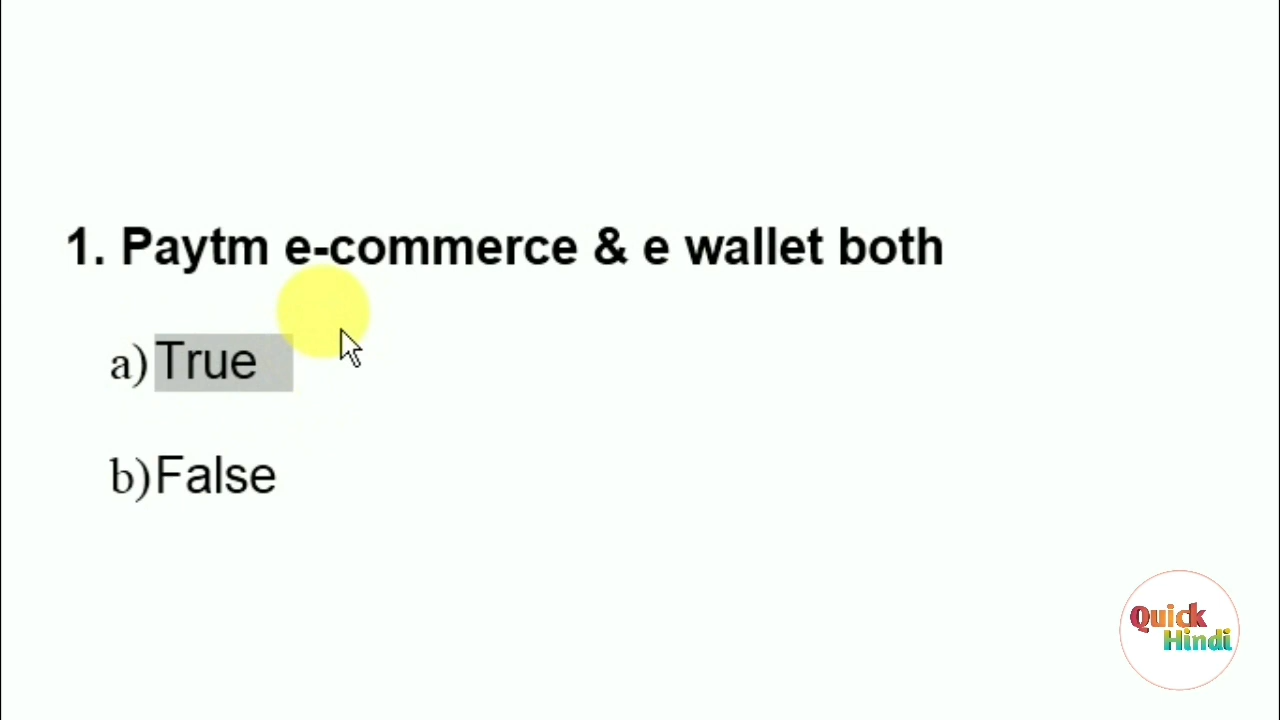 1. Paytm e-commerce & e wallet both
a) True
b) False
Quick
Hindi